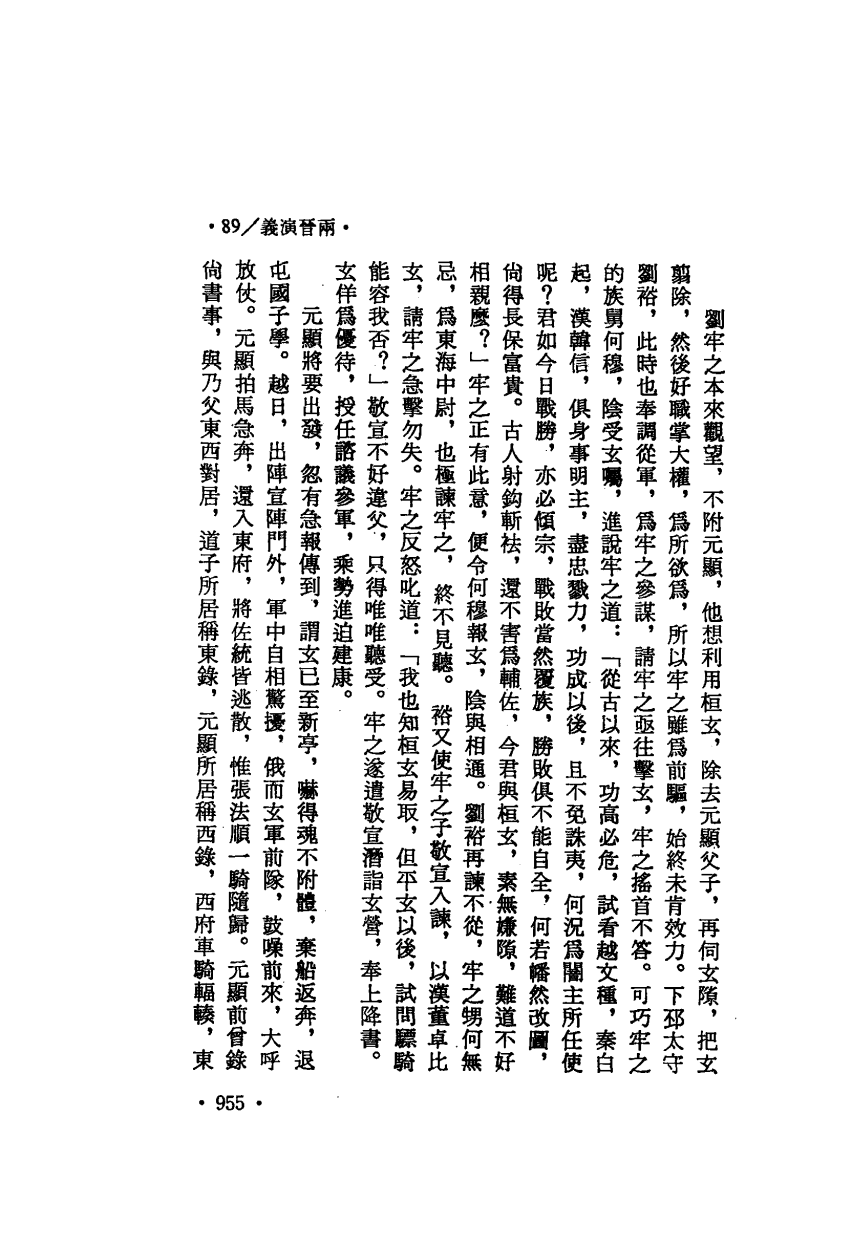 ・89／義演晉兩・
劉牢之本來觀望，不附元顯，他想利用桓玄，除去元顯父子，再伺玄隙，把玄
翦除，然後好職掌大權，爲所欲爲，所以牢之雖爲前驅，始終未肯效力。下邳太守
劉裕，此時也奉調從軍，爲牢之參謀，請牢之亟往擊玄，牢之搖首不答。可巧牢之
的族舅何穆，陰受玄囑，進說牢之道：「從古以來，功高必危，試看越文種，秦白
起，漢韓信，俱身事明主，盡忠戮力，功成以後，且不免誅夷，何況爲闇主所任使
呢？君如今日戰勝，亦必傾宗，戰敗當然覆族，勝敗俱不能自全，何若幡然改圖，
尙得長保富貴。古人射鈎斬袪，還不害爲輔佐，今君與桓玄，素無嫌隙，難道不好
相親麼？」牢之正有此意，便令何穆報玄，陰與相通。劉裕再諫不從，牢之甥何無
忌，爲東海中尉，也極諫牢之，終不見聽。裕又使牢之子敬宣入諫，以漢董卓比
玄，請牢之急擊勿失。牢之反怒叱道：「我也知桓玄易取，但平玄以後，試問驃騎
能容我否？」敬宣不好違父，只得唯唯聽受。牢之遂遣敬宣潛詣玄營，奉上降書。
玄佯爲優待，授任諮議參軍，乘勢進迫建康。
元顯將要出發，忽有急報傳到，謂玄已至新亭，嚇得魂不附體，棄船返奔，退
屯國子學。越日，出陣宣陣門外，軍中自相驚擾，俄而玄軍前隊，鼓噪前來，大呼
放仗。元顯拍馬急奔，還入東府，將佐統皆逃散，惟張法順一騎隨歸。元顯前曾錄
尙書事，與乃父東西對居，道子所居稱東錄，元顯所居稱西錄，西府車騎輻輳，東
・955・